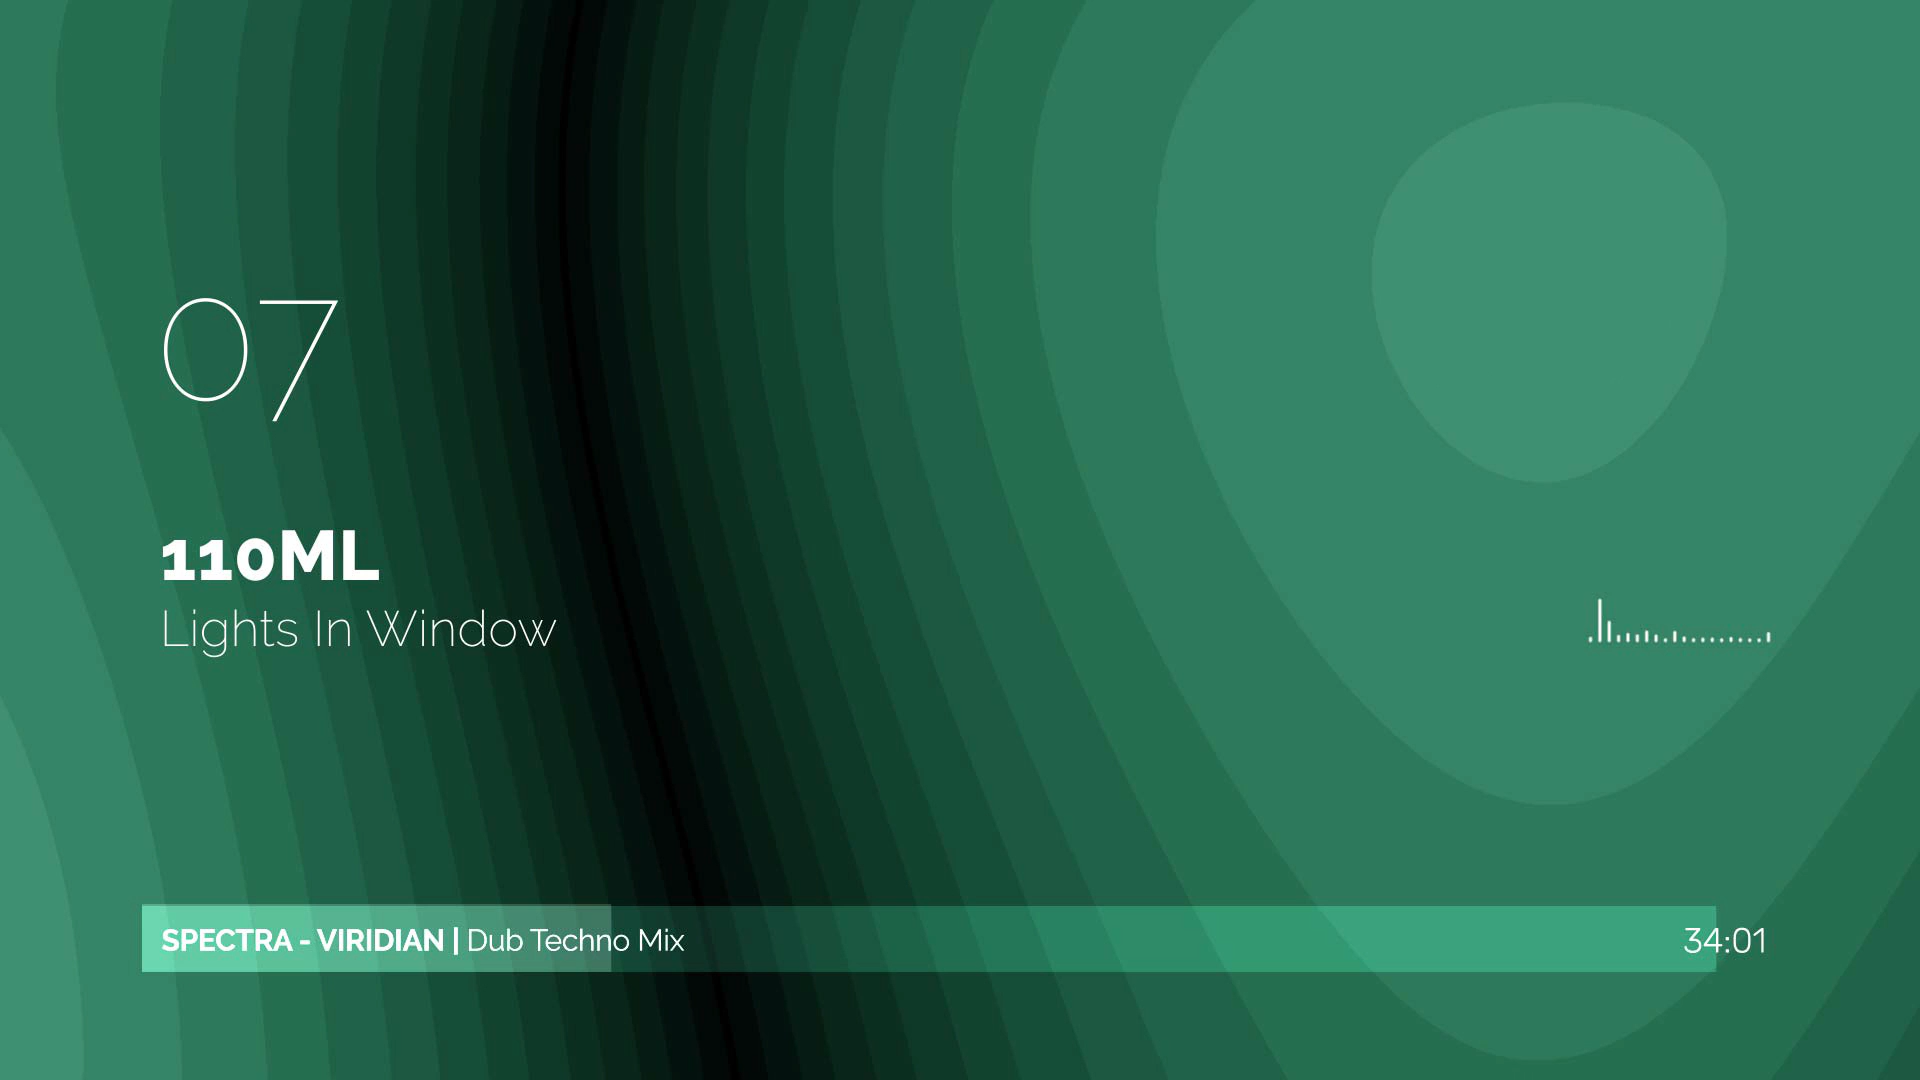 07
110ML
Lights In Window
SPECTRA - VIRIDIAN | Dub Techno Mix
34:01